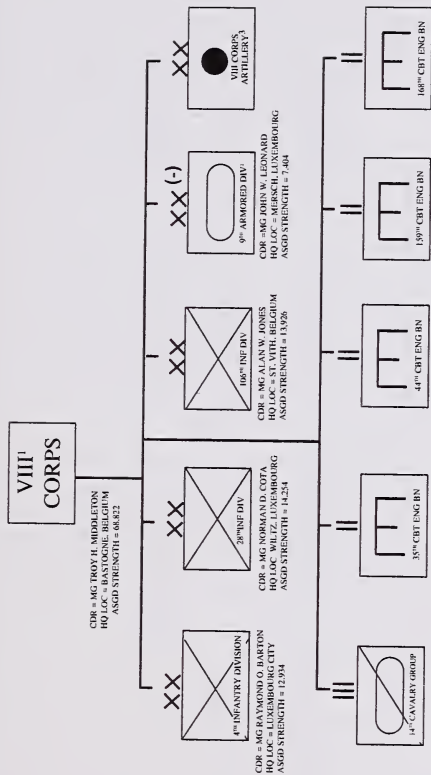 VIII¹
CORPS
CDR = MG TROY H. MIDDLETON
HQ LOC = BASTOGNE, BELGIUM
ASGD STRENGTH = 68,822
XX
4TH INFANTRY DIVISION
CDR = MG RAYMOND O. BARTON
HQ LOC = LUXEMBOURG CITY
ASGD STRENGTH = 12,934
XX
28TH INF DIV
CDR = MG NORMAN D. COTA
HQ LOC WILTZ, LUXEMBOURG
ASGD STRENGTH = 14,254
XX
106TH INF DIV
CDR = MG ALAN W. JONES
HQ LOC = ST. VITH, BELGIUM
ASGD STRENGTH = 13,926
XX (-)
9TH ARMORED DIV¹
CDR = MG JOHN W. LEONARD
HQ LOC = MERSCH, LUXEMBOURG
ASGD STRENGTH = 7,404
XX
VIII CORPS
ARTILLERY³
III
14TH CAVALRY GROUP
II
E
35TH CBT ENG BN
II
E
44TH CBT ENG BN
II
E
159TH CBT ENG BN
II
E
168TH CBT ENG BN